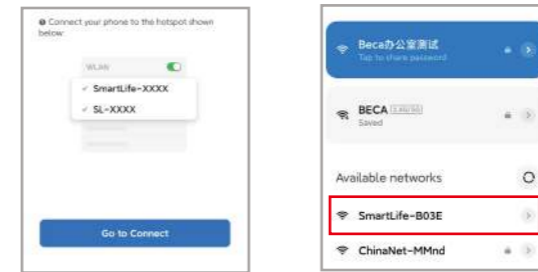 ❶ Connect your phone to the hotspot shown
below:
WLAN
✓ SmartLife-XXXX
✓ SL-XXXX
Go to Connect
Beca办公室测试
Tap to share password
BECA
Saved
Available networks
SmartLife-B03E
ChinaNet-MMnd